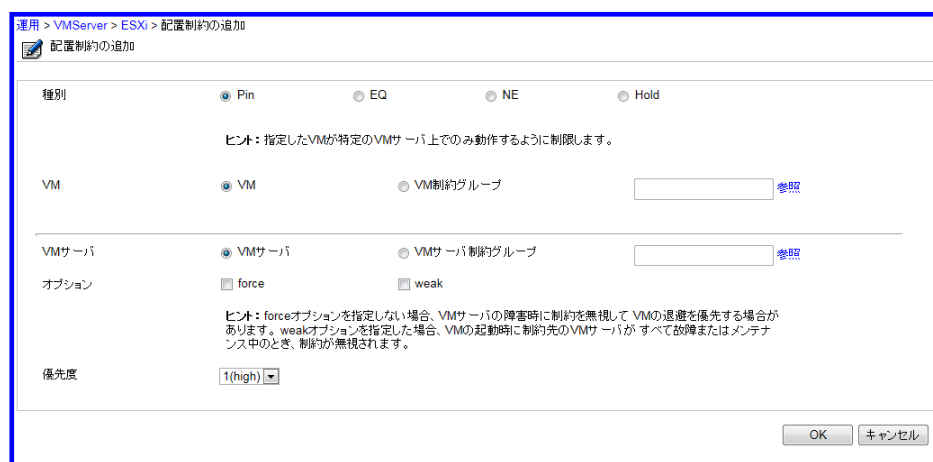 運用 > VMServer > ESXi > 配置制約の追加
配置制約の追加
種別 Pin EQ NE Hold
ヒント：指定したVMが特定のVMサーバ上でのみ動作するように制限します。
VM VM VM制約グループ 参照
VMサーバ VMサーバ VMサーバ制約グループ 参照
オプション force weak
ヒント：forceオプションを指定しない場合、VMサーバの障害時に制約を無視して VMの退避を優先する場合が
あります。weakオプションを指定した場合、VMの起動時に制約先のVMサーバが すべて故障またはメンテナ
ンス中のとき、制約が無視されます。
優先度 1(high)
OK キャンセル